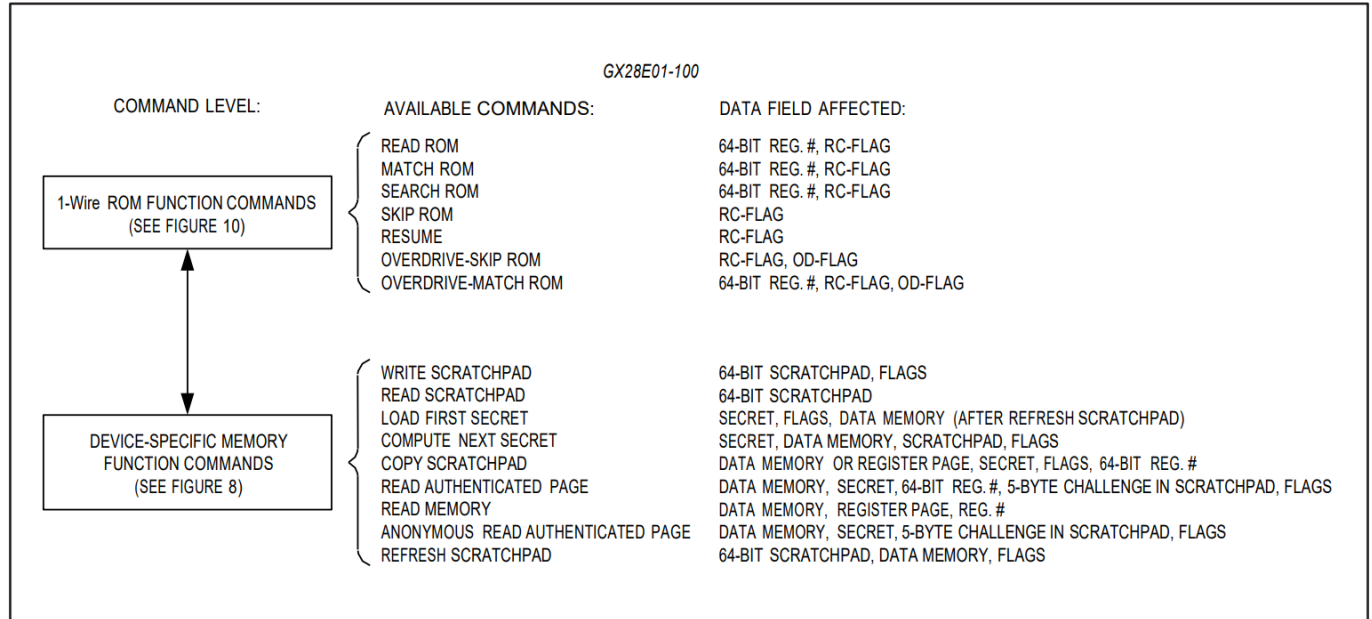 GX28E01-100
COMMAND LEVEL: AVAILABLE COMMANDS: DATA FIELD AFFECTED:
1-Wire ROM FUNCTION COMMANDS
(SEE FIGURE 10)
READ ROM 64-BIT REG. #, RC-FLAG
MATCH ROM 64-BIT REG. #, RC-FLAG
SEARCH ROM 64-BIT REG. #, RC-FLAG
SKIP ROM RC-FLAG
RESUME RC-FLAG
OVERDRIVE-SKIP ROM RC-FLAG, OD-FLAG
OVERDRIVE-MATCH ROM 64-BIT REG. #, RC-FLAG, OD-FLAG
DEVICE-SPECIFIC MEMORY
FUNCTION COMMANDS
(SEE FIGURE 8)
WRITE SCRATCHPAD 64-BIT SCRATCHPAD, FLAGS
READ SCRATCHPAD 64-BIT SCRATCHPAD
LOAD FIRST SECRET SECRET, FLAGS, DATA MEMORY (AFTER REFRESH SCRATCHPAD)
COMPUTE NEXT SECRET SECRET, DATA MEMORY, SCRATCHPAD, FLAGS
COPY SCRATCHPAD DATA MEMORY OR REGISTER PAGE, SECRET, FLAGS, 64-BIT REG. #
READ AUTHENTICATED PAGE DATA MEMORY, SECRET, 64-BIT REG. #, 5-BYTE CHALLENGE IN SCRATCHPAD, FLAGS
READ MEMORY DATA MEMORY, REGISTER PAGE, REG. #
ANONYMOUS READ AUTHENTICATED PAGE DATA MEMORY, SECRET, 5-BYTE CHALLENGE IN SCRATCHPAD, FLAGS
REFRESH SCRATCHPAD 64-BIT SCRATCHPAD, DATA MEMORY, FLAGS